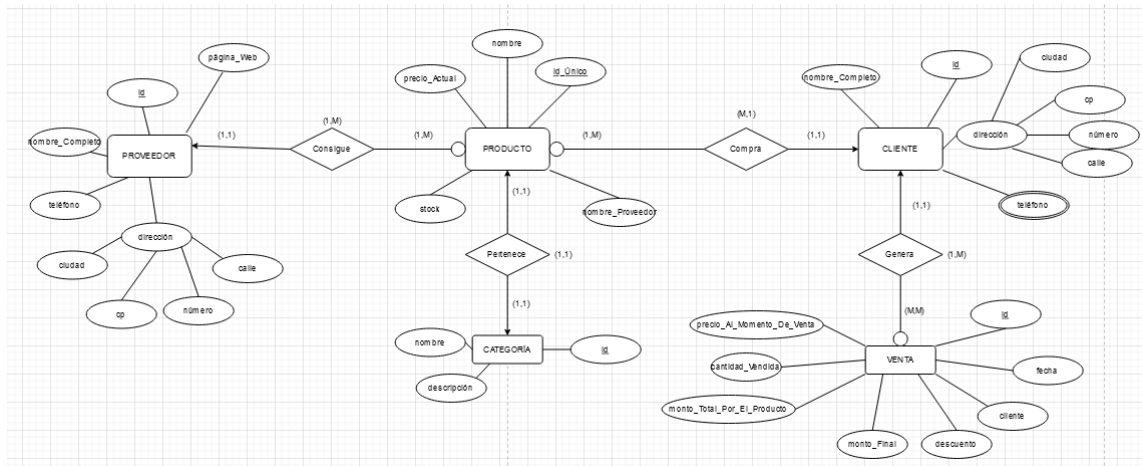 nombre
página_Web
ciudad
precio_Actual
Id_Único
nombre_Completo
id
id
cp
(1,M)
(M,1)
nombre_Completo
(1,1)
(1,M)
(1,M)
(1,1)
dirección
número
PROVEEDOR
Consigue
PRODUCTO
Compra
CLIENTE
calle
(1,1)
teléfono
stock
nombre_Proveedor
(1,1)
teléfono
dirección
Pertenece
(1,1)
Genera
(1,M)
ciudad
calle
(1,1)
(M,M)
cp
número
precio_Al_Momento_De_Venta
id
nombre
CATEGORÍA
id
VENTA
cantidad_Vendida
fecha
descripción
monto_Total_Por_El_Producto
cliente
monto_Final
descuento